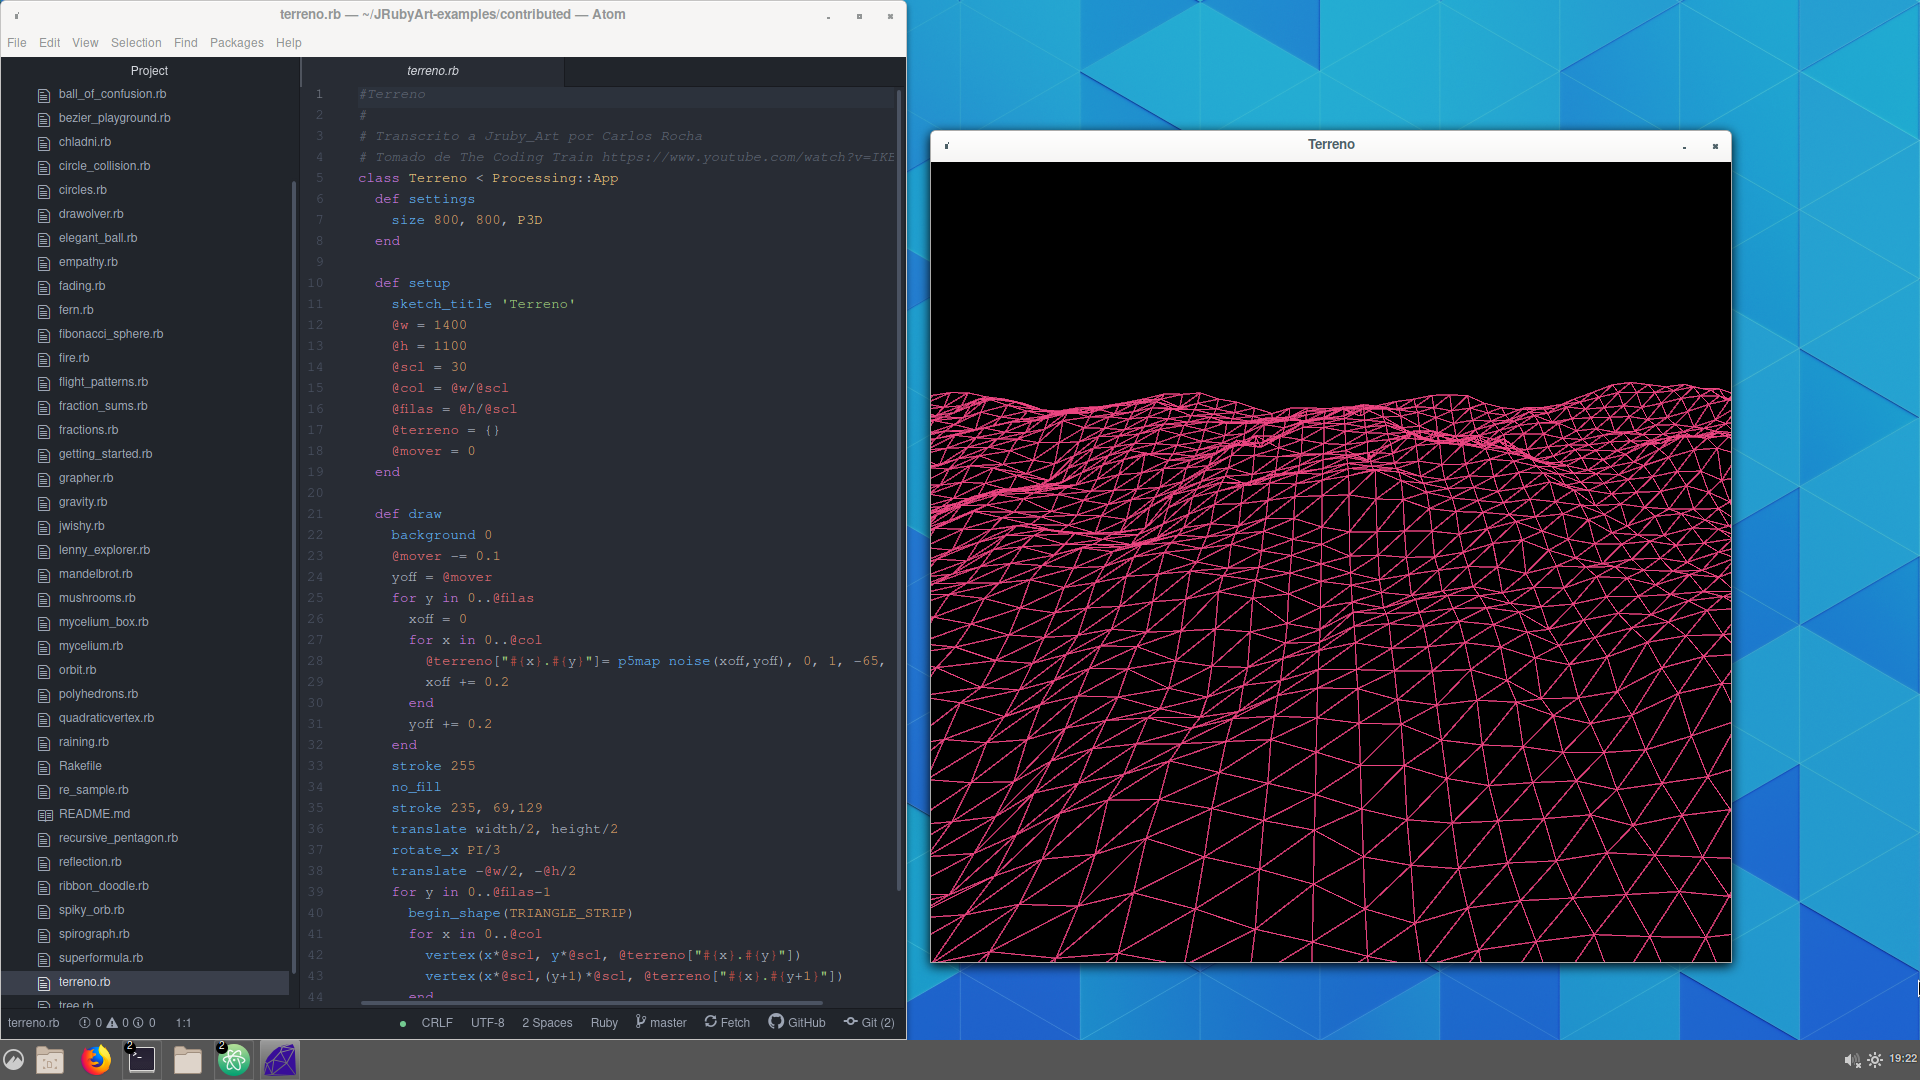 terreno.rb — ~/JRubyArt-examples/contributed — Atom
File Edit View Selection Find Packages Help
Project
ball_of_confusion.rb
bezier_playground.rb
chladni.rb
circle_collision.rb
circles.rb
drawolver.rb
elegant_ball.rb
empathy.rb
fading.rb
fern.rb
fibonacci_sphere.rb
fire.rb
flight_patterns.rb
fraction_sums.rb
fractions.rb
getting_started.rb
grapher.rb
gravity.rb
jwishy.rb
lenny_explorer.rb
mandelbrot.rb
mushrooms.rb
mycelium_box.rb
mycelium.rb
orbit.rb
polyhedrons.rb
quadraticvertex.rb
raining.rb
Rakefile
re_sample.rb
README.md
recursive_pentagon.rb
reflection.rb
ribbon_doodle.rb
spiky_orb.rb
spirograph.rb
superformula.rb
terreno.rb
tree.rb
terreno.rb
1 #Terreno
2 #
3 # Transcrito a Jruby_Art por Carlos Rocha
4 # Tomado de The Coding Train https://www.youtube.com/watch?v=IKB
5 class Terreno < Processing::App
6 def settings
7 size 800, 800, P3D
8 end
9
10 def setup
11 sketch_title 'Terreno'
12 @w = 1400
13 @h = 1100
14 @scl = 30
15 @col = @w/@scl
16 @filas = @h/@scl
17 @terreno = {}
18 @mover = 0
19 end
20
21 def draw
22 background 0
23 @mover -= 0.1
24 yoff = @mover
25 for y in 0..@filas
26 xoff = 0
27 for x in 0..@col
28 @terreno["#{x}.#{y}"]= p5map noise(xoff,yoff), 0, 1, -65,
29 xoff += 0.2
30 end
31 yoff += 0.2
32 end
33 stroke 255
34 no_fill
35 stroke 235, 69,129
36 translate width/2, height/2
37 rotate_x PI/3
38 translate -@w/2, -@h/2
39 for y in 0..@filas-1
40 begin_shape(TRIANGLE_STRIP)
41 for x in 0..@col
42 vertex(x*@scl, y*@scl, @terreno["#{x}.#{y}"])
43 vertex(x*@scl,(y+1)*@scl, @terreno["#{x}.#{y+1}"])
44 end
terreno.rb 0 0 0 1:1 CRLF UTF-8 2 Spaces Ruby master Fetch GitHub Git (2)
Terreno
2 2 19:22